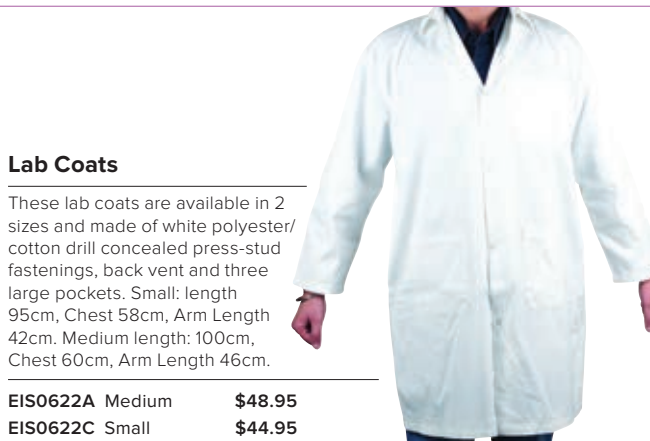 Lab Coats
These lab coats are available in 2
sizes and made of white polyester/
cotton drill concealed press-stud
fastenings, back vent and three
large pockets. Small: length
95cm, Chest 58cm, Arm Length
42cm. Medium length: 100cm,
Chest 60cm, Arm Length 46cm.
EIS0622A Medium $48.95
EIS0622C Small $44.95